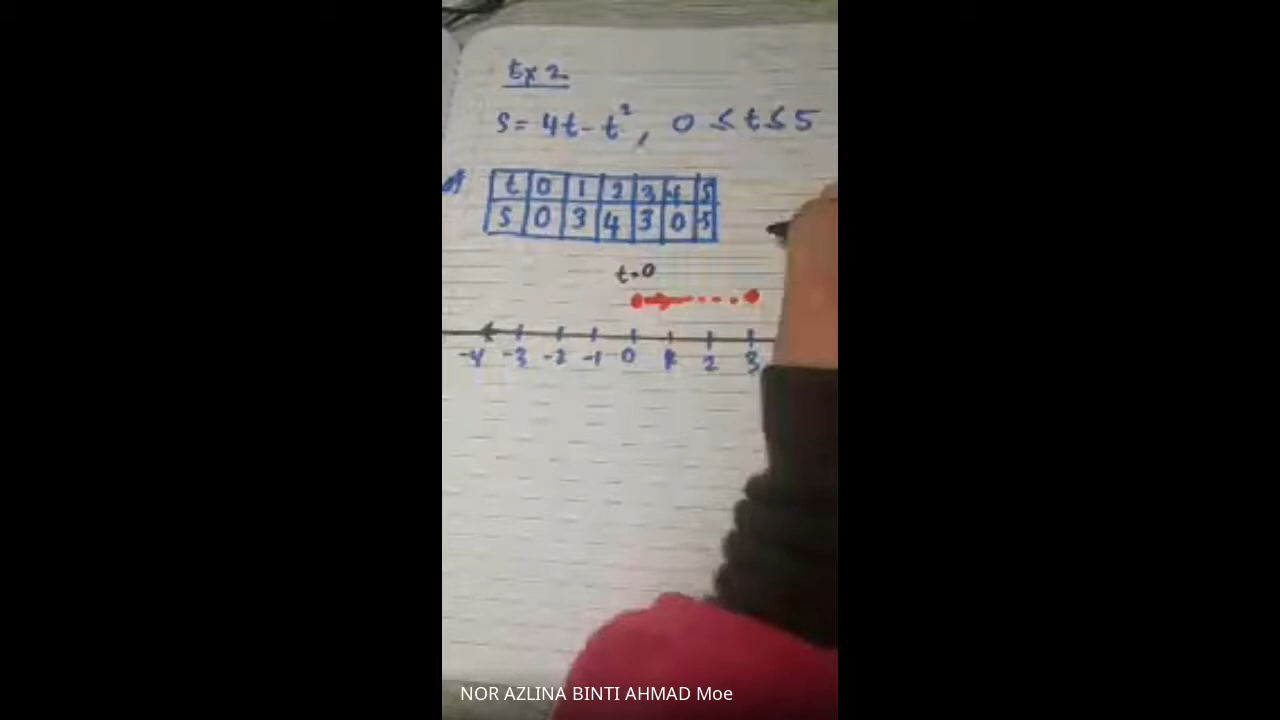 Ex 2
S = 4t - t², 0 ≤ t ≤ 5
a)
t 0 1 2 3 4 5
S 0 3 4 3 0 -5
t=0
-4 -3 -2 -1 0 1 2 3
NOR AZLINA BINTI AHMAD Moe